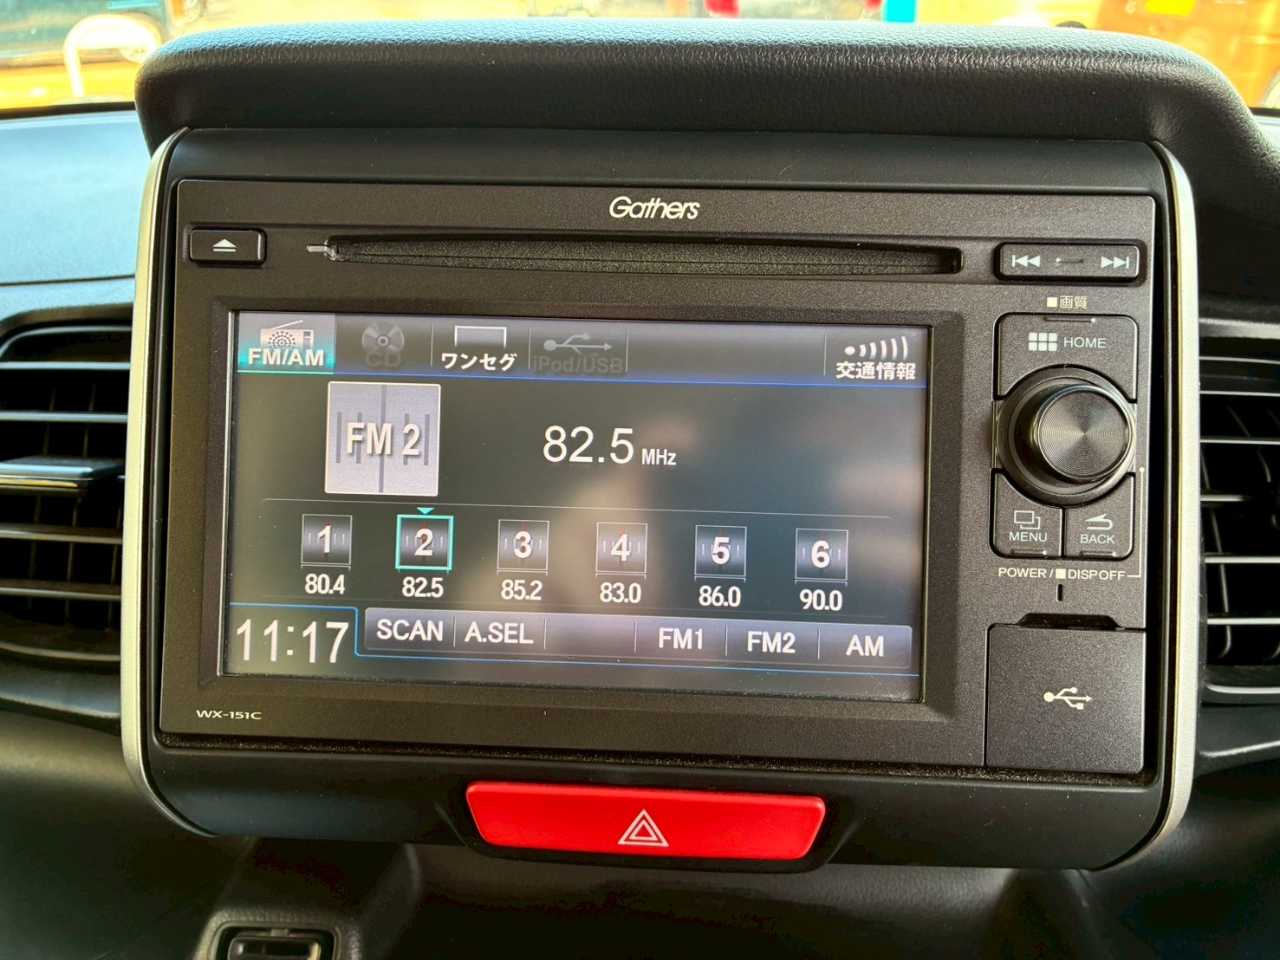 Gathers
■画質
HOME
FM/AM
CD
ワンセグ
iPod/USB
交通情報
FM 2
82.5 MHz
1 2 3 4 5 6
80.4 82.5 85.2 83.0 86.0 90.0
MENU
BACK
POWER / ■DISP OFF
11:17
SCAN A.SEL FM1 FM2 AM
WX-151C